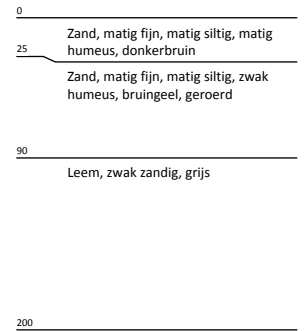 0
Zand, matig fijn, matig siltig, matig
humeus, donkerbruin
25
Zand, matig fijn, matig siltig, zwak
humeus, bruingeel, geroerd
90
Leem, zwak zandig, grijs
200